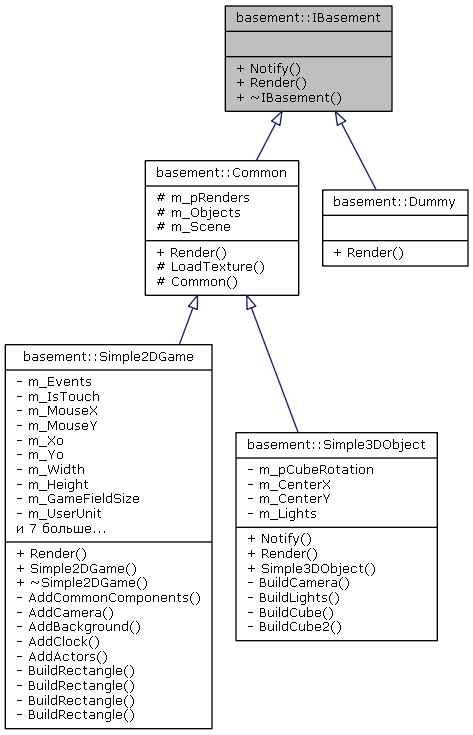 basement::IBasement
+ Notify()
+ Render()
+ ~IBasement()
basement::Common
# m_pRenders
# m_Objects
# m_Scene
+ Render()
# LoadTexture()
# Common()
basement::Dummy
+ Render()
basement::Simple2DGame
- m_Events
- m_IsTouch
- m_MouseX
- m_MouseY
- m_Xo
- m_Yo
- m_Width
- m_Height
- m_GameFieldSize
- m_UserUnit
и 7 больше...
+ Render()
+ Simple2DGame()
+ ~Simple2DGame()
- AddCommonComponents()
- AddCamera()
- AddBackground()
- AddClock()
- AddActors()
- BuildRectangle()
- BuildRectangle()
- BuildRectangle()
- BuildRectangle()
basement::Simple3DObject
- m_pCubeRotation
- m_CenterX
- m_CenterY
- m_Lights
+ Notify()
+ Render()
+ Simple3DObject()
- BuildCamera()
- BuildLights()
- BuildCube()
- BuildCube2()